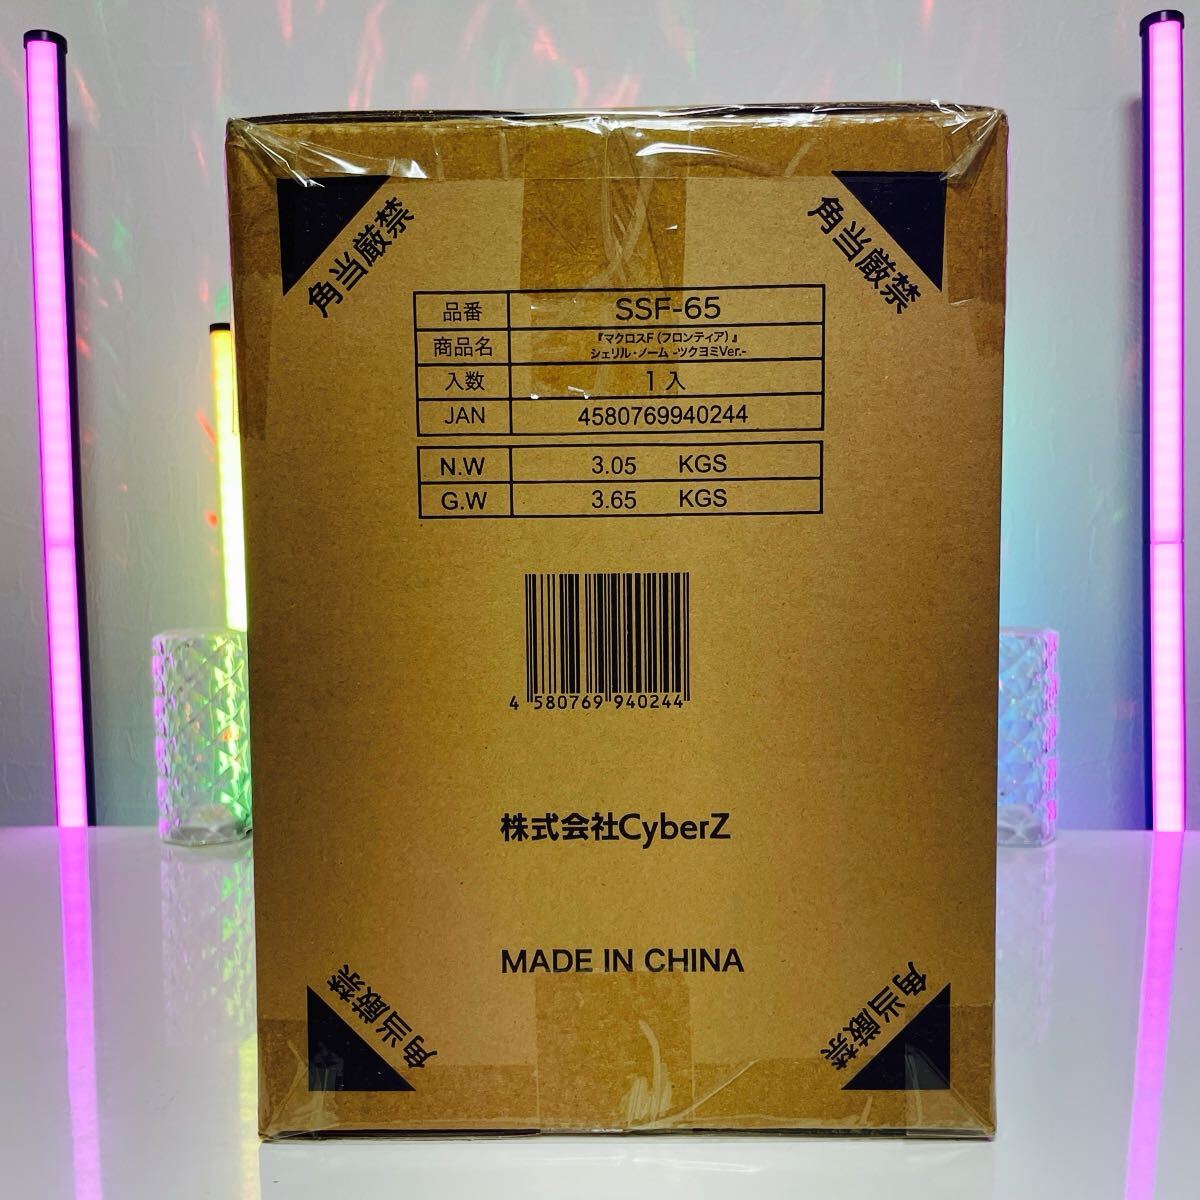 角当厳禁
角当厳禁
品番 SSF-65
商品名 『マクロスF(フロンティア)』
シェリル・ノーム -ツクヨミVer.-
入数 1入
JAN 4580769940244
N.W 3.05 KGS
G.W 3.65 KGS
4 580769 940244
株式会社CyberZ
MADE IN CHINA
角当厳禁
角当厳禁